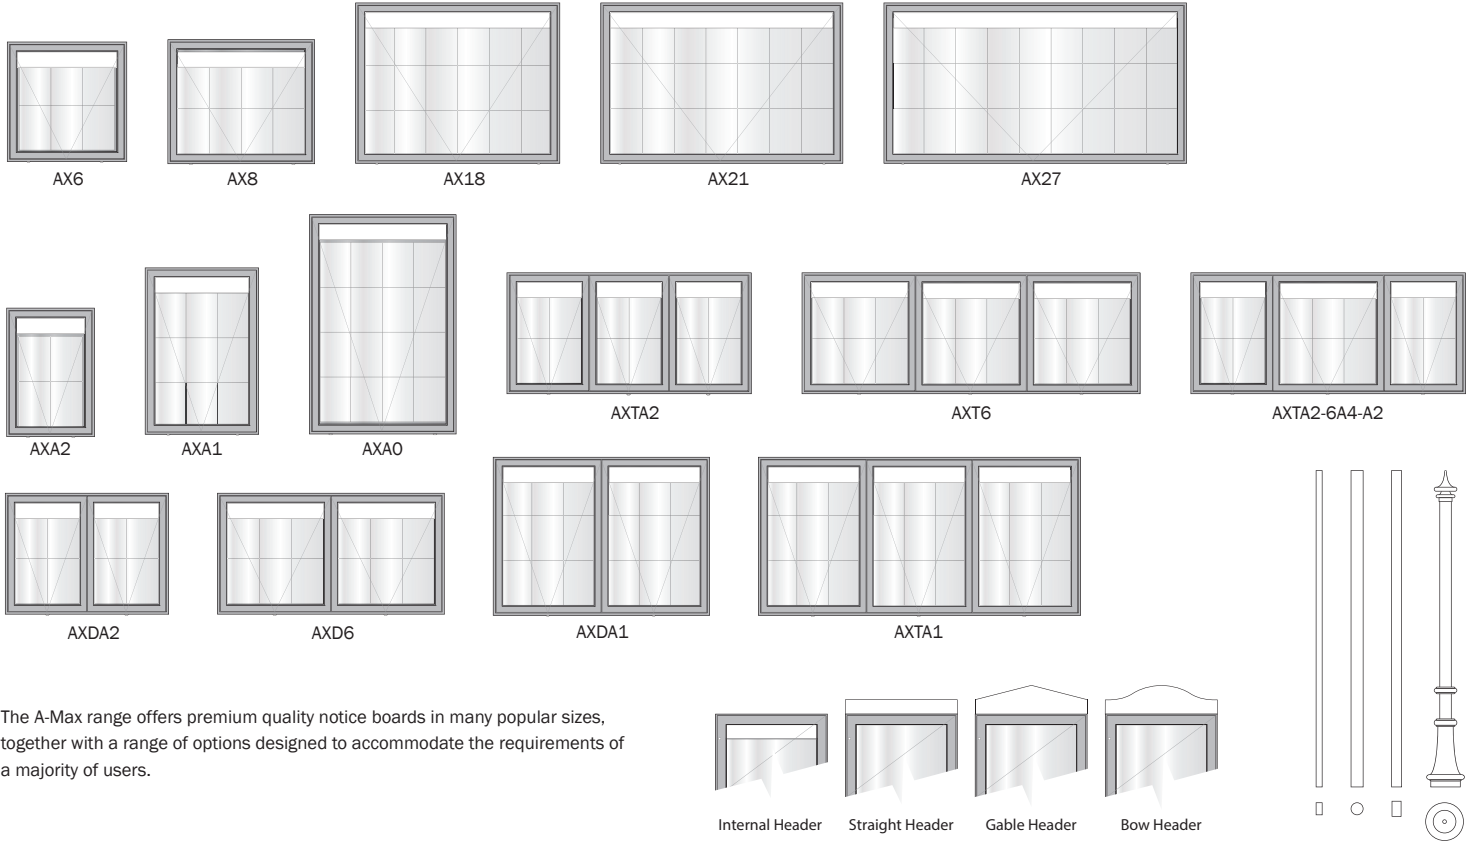 AX6
AX8
AX18
AX21
AX27
AXA2
AXA1
AXA0
AXTA2
AXT6
AXTA2-6A4-A2
AXDA2
AXD6
AXDA1
AXTA1
The A-Max range offers premium quality notice boards in many popular sizes,
together with a range of options designed to accommodate the requirements of
a majority of users.
Internal Header
Straight Header
Gable Header
Bow Header